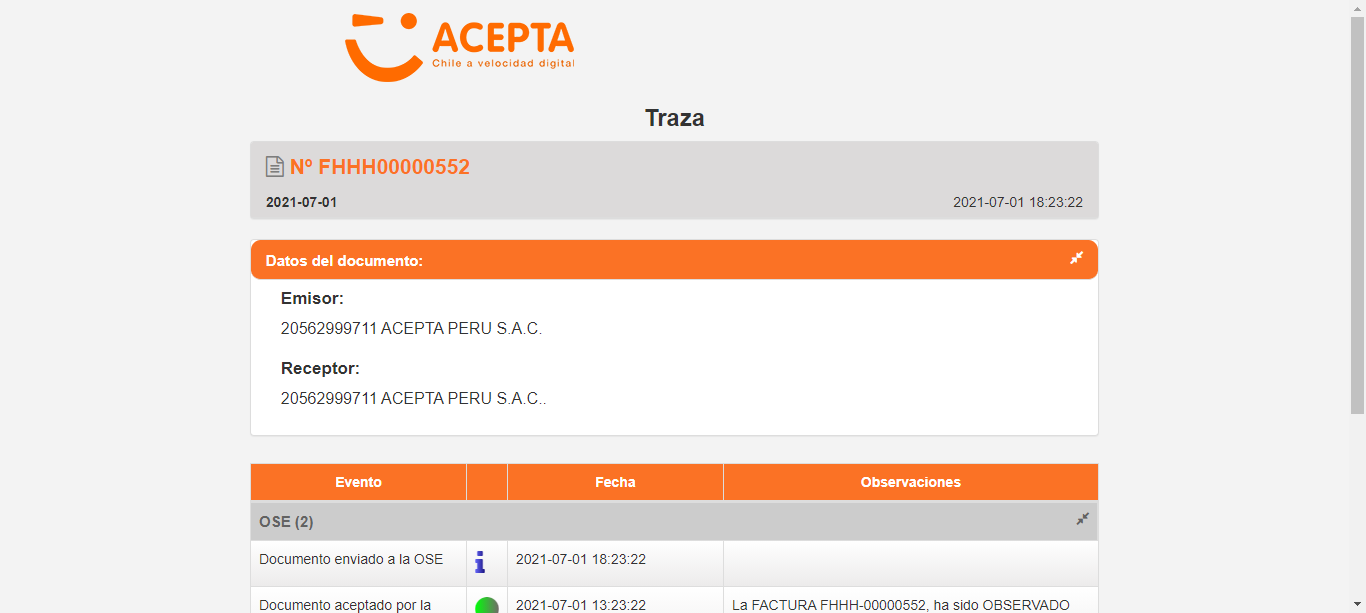 ACEPTA
Chile a velocidad digital
Traza
Nº FHHH00000552
2021-07-01
2021-07-01 18:23:22
Datos del documento:
Emisor:
20562999711 ACEPTA PERU S.A.C.
Receptor:
20562999711 ACEPTA PERU S.A.C..
Evento Fecha Observaciones
OSE (2)
Documento enviado a la OSE 2021-07-01 18:23:22
Documento aceptado por la 2021-07-01 13:23:22 La FACTURA FHHH-00000552, ha sido OBSERVADO